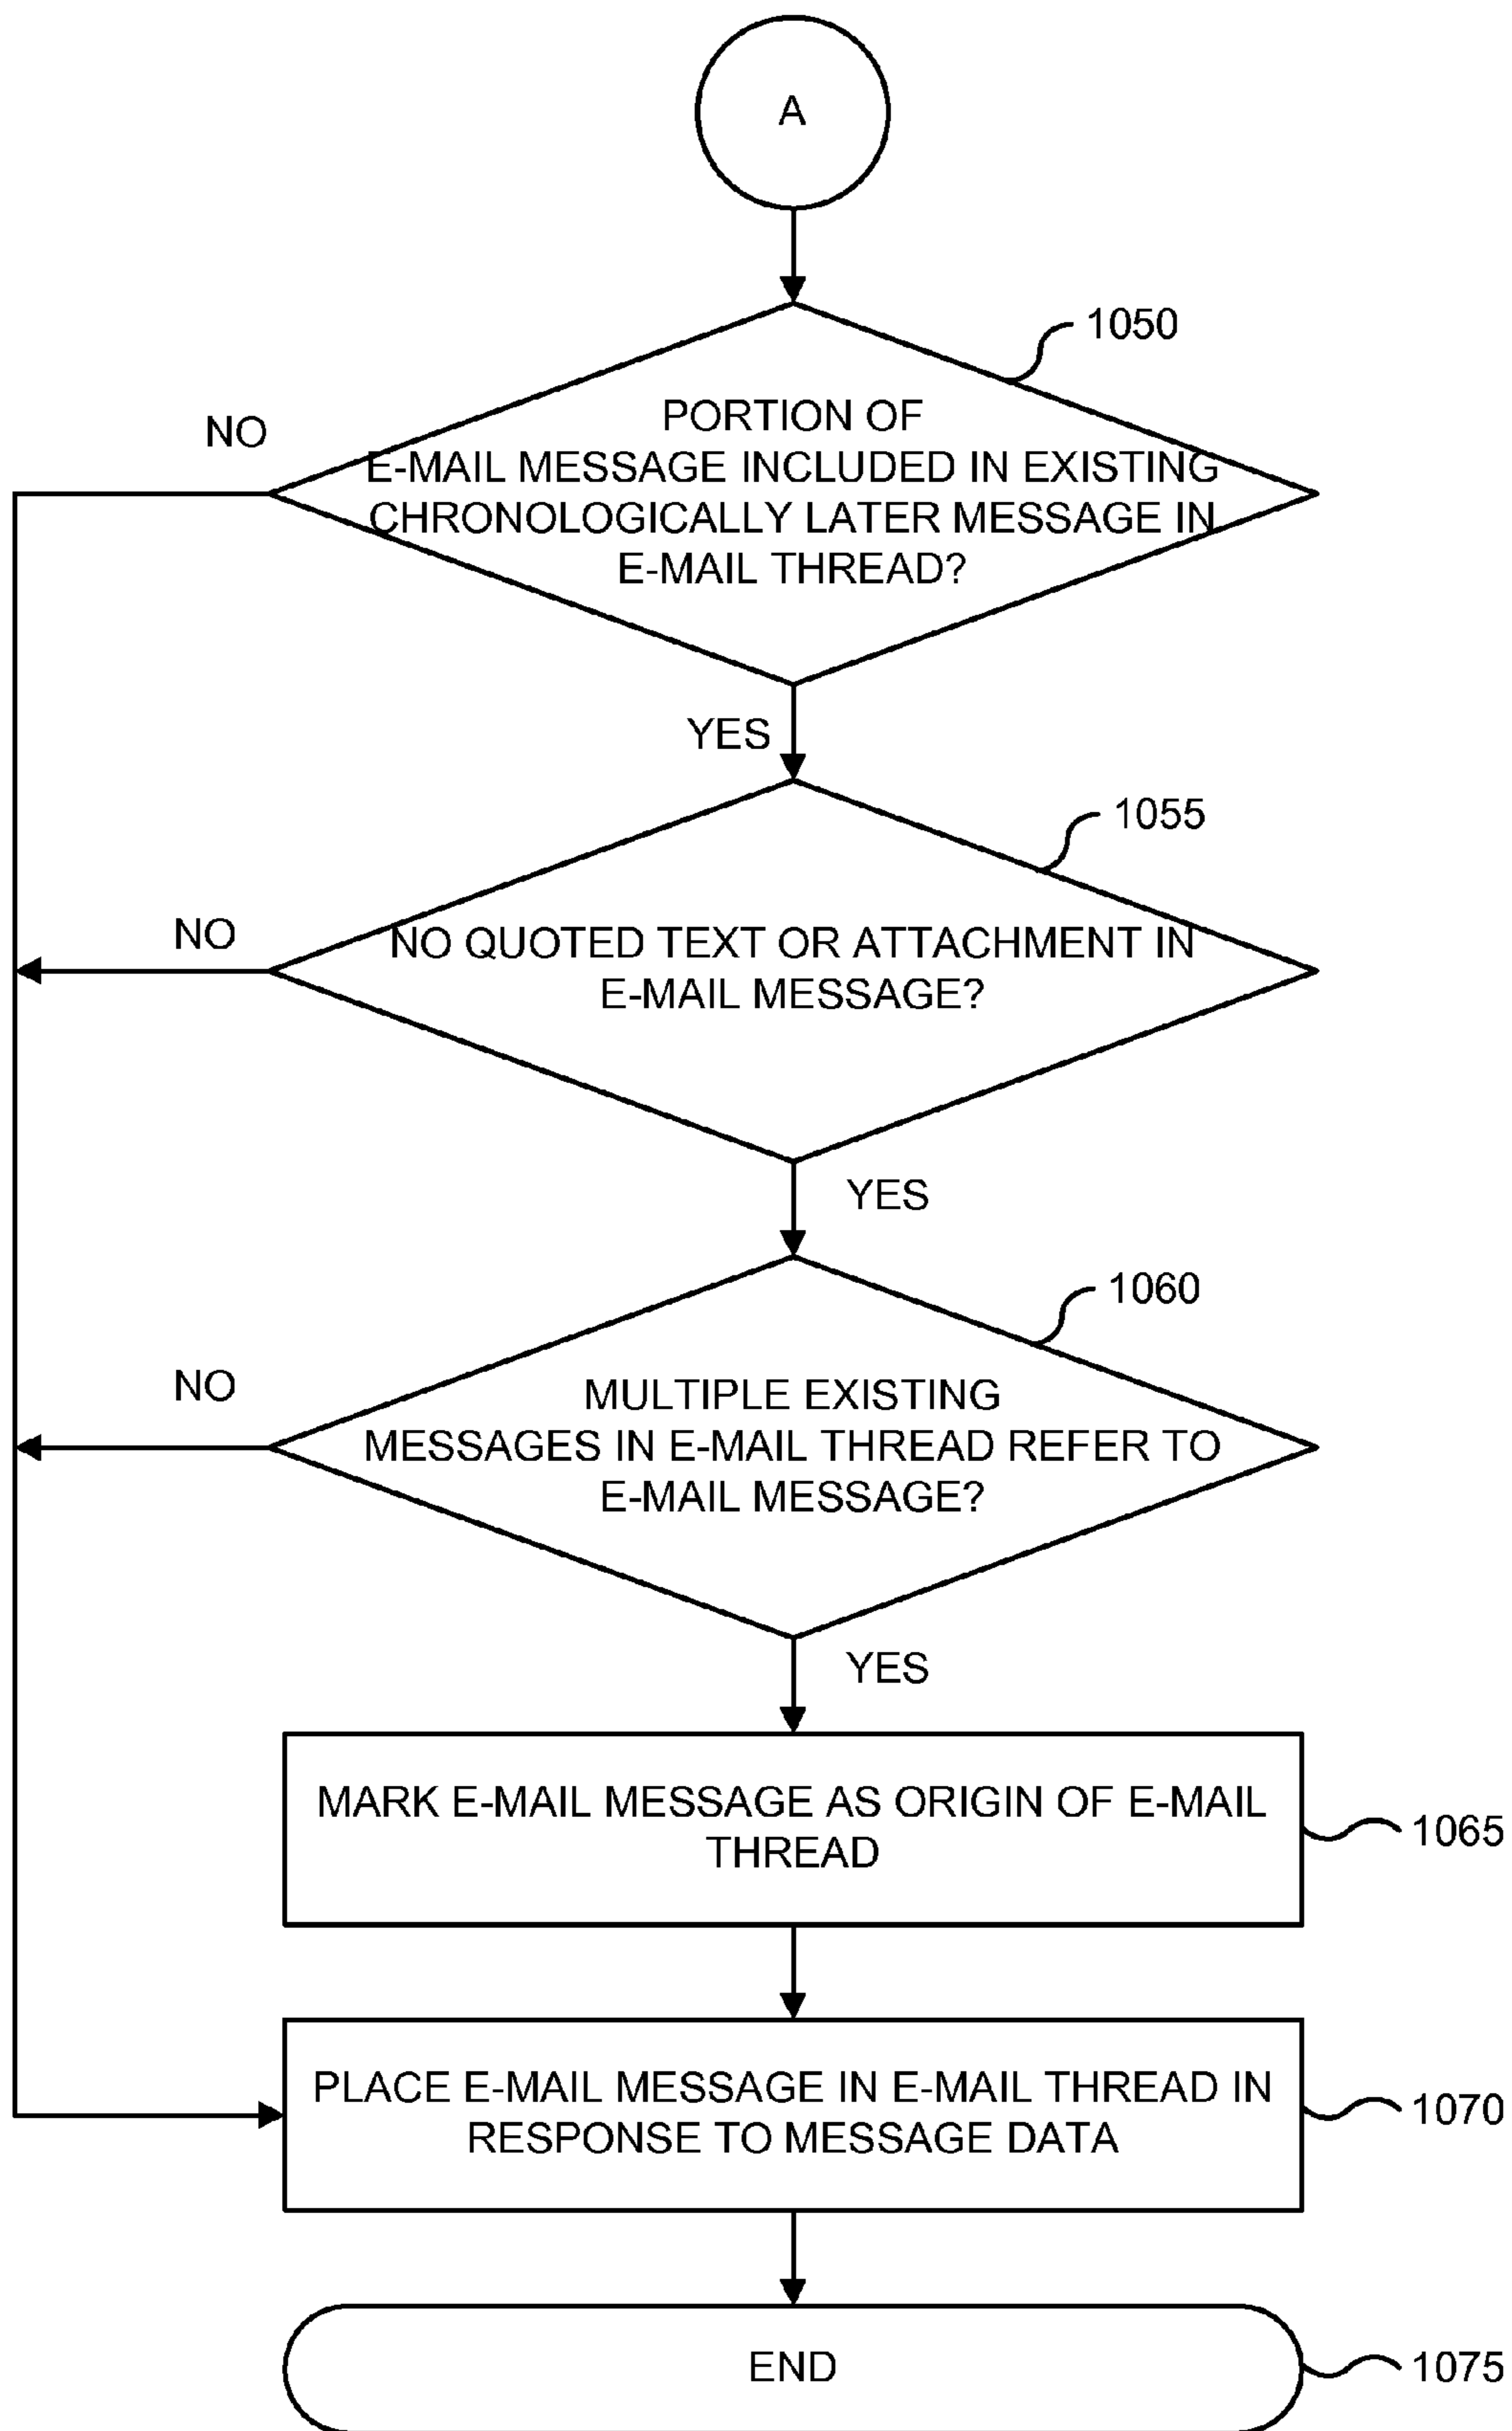 A
1050
NO
PORTION OF
E-MAIL MESSAGE INCLUDED IN EXISTING
CHRONOLOGICALLY LATER MESSAGE IN
E-MAIL THREAD?
YES
1055
NO
NO QUOTED TEXT OR ATTACHMENT IN
E-MAIL MESSAGE?
YES
1060
NO
MULTIPLE EXISTING
MESSAGES IN E-MAIL THREAD REFER TO
E-MAIL MESSAGE?
YES
MARK E-MAIL MESSAGE AS ORIGIN OF E-MAIL
THREAD
1065
PLACE E-MAIL MESSAGE IN E-MAIL THREAD IN
RESPONSE TO MESSAGE DATA
1070
END
1075